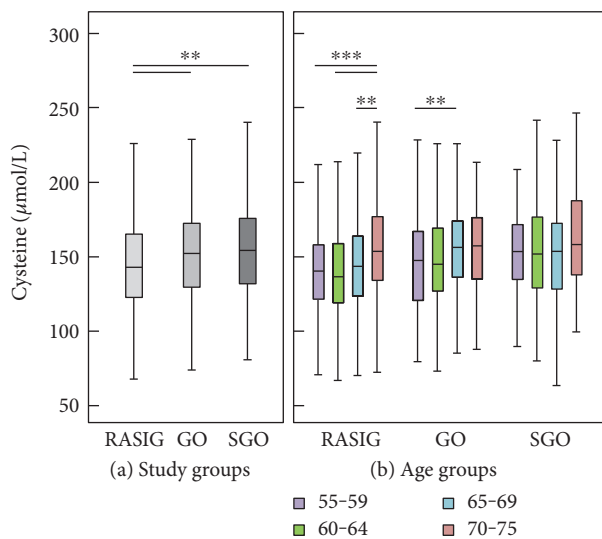 Cysteine (µmol/L)
300
250
200
150
100
50
**
***
**
**
RASIG GO SGO
RASIG GO SGO
(a) Study groups
(b) Age groups
55–59
65–69
60–64
70–75